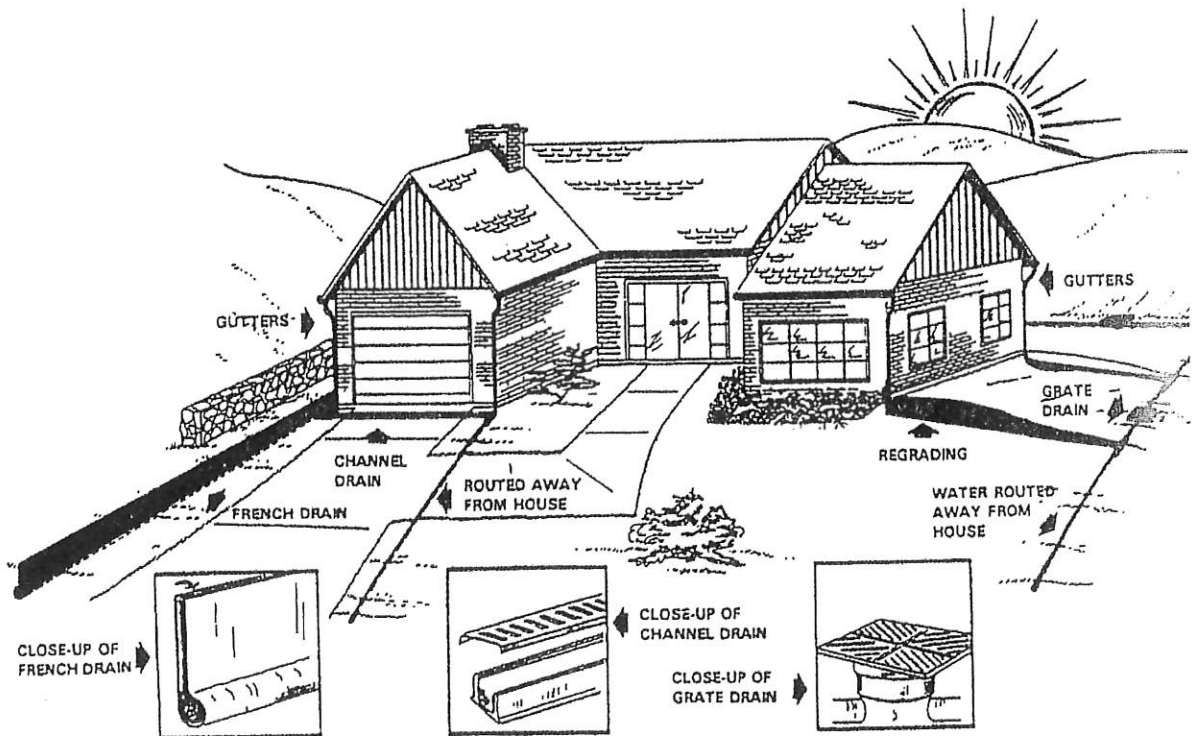 GUTTERS
GUTTERS
GRATE
DRAIN
CHANNEL
DRAIN
REGRADING
ROUTED AWAY
FROM HOUSE
FRENCH DRAIN
WATER ROUTED
AWAY FROM
HOUSE
CLOSE-UP OF
FRENCH DRAIN
CLOSE-UP OF
CHANNEL DRAIN
CLOSE-UP OF
GRATE DRAIN